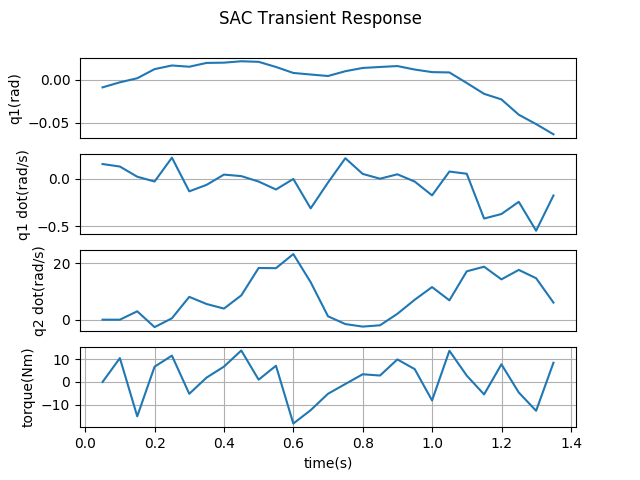 SAC Transient Response
q1(rad)
0.00
−0.05
q1 dot(rad/s)
0.0
−0.5
q2 dot(rad/s)
20
0
torque(Nm)
10
0
−10
0.0 0.2 0.4 0.6 0.8 1.0 1.2 1.4
time(s)